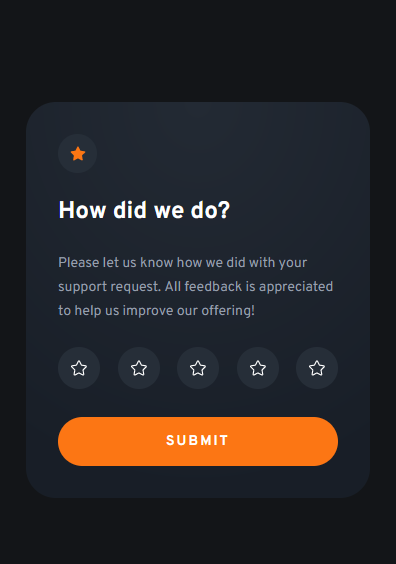 How did we do?
Please let us know how we did with your
support request. All feedback is appreciated
to help us improve our offering!
SUBMIT